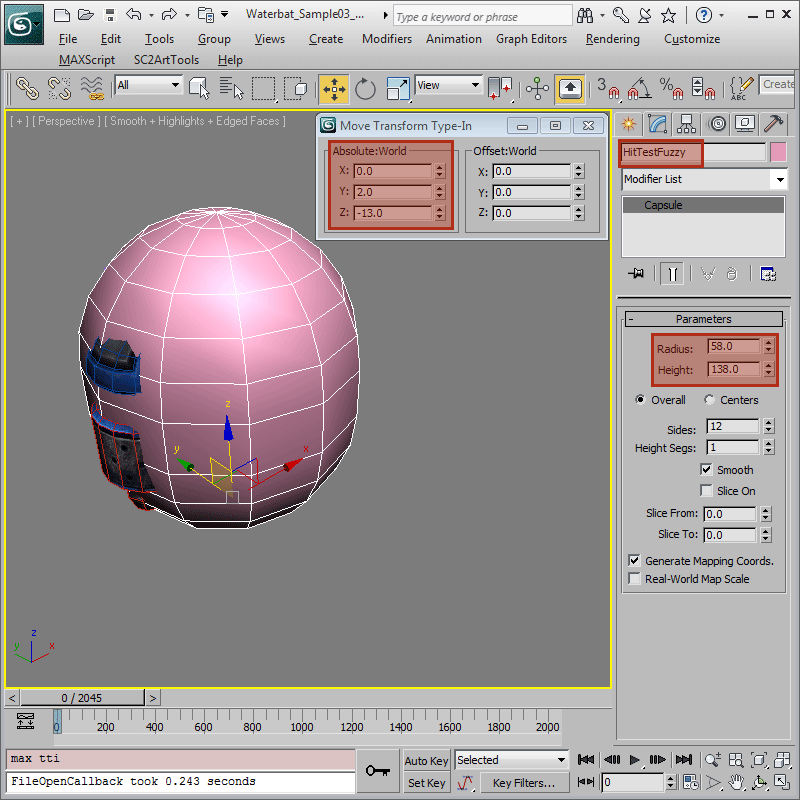 Waterbat_Sample03_...
Type a keyword or phrase
File Edit Tools Group Views Create Modifiers Animation Graph Editors Rendering Customize
MAXScript SC2ArtTools Help
All
View
3
%
ABC
Create
[ + ] [ Perspective ] [ Smooth + Highlights + Edged Faces ]
Move Transform Type-In
Absolute:World
X: 0.0
Y: 2.0
Z: -13.0
Offset:World
X: 0.0
Y: 0.0
Z: 0.0
HitTestFuzzy
Modifier List
Capsule
- Parameters
Radius: 58.0
Height: 138.0
Overall Centers
Sides: 12
Height Segs: 1
Smooth
Slice On
Slice From: 0.0
Slice To: 0.0
Generate Mapping Coords.
Real-World Map Scale
z
y
x
z
y
x
< 0 / 2045 >
0 200 400 600 800 1000 1200 1400 1600 1800 2000
max tti
FileOpenCallback took 0.243 seconds
Auto Key
Selected
Set Key
Key Filters...
0